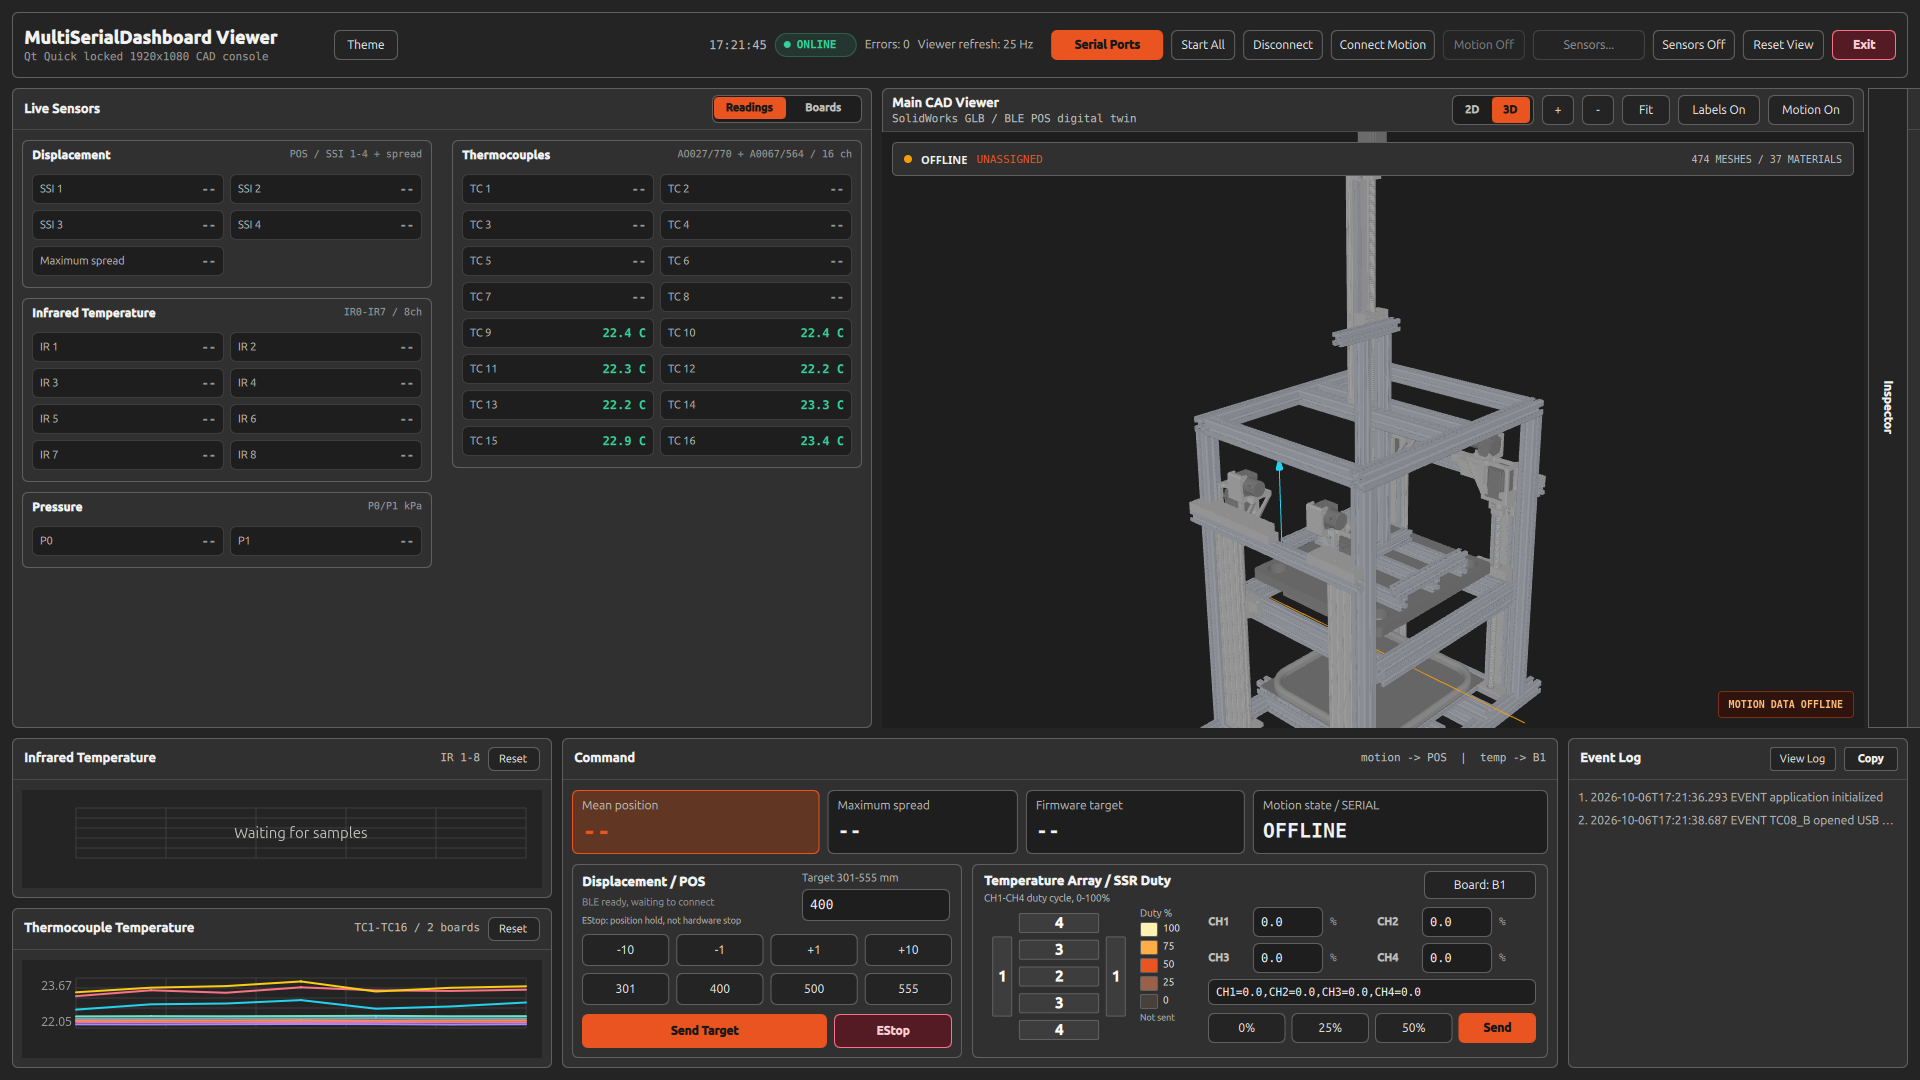 MultiSerialDashboard Viewer
Qt Quick locked 1920x1080 CAD console
Theme
17:21:45 ONLINE Errors: 0 Viewer refresh: 25 Hz
Serial Ports Start All Disconnect Connect Motion Motion Off Sensors... Sensors Off Reset View Exit
Live Sensors
Readings Boards
Displacement POS / SSI 1-4 + spread
SSI 1 -- SSI 2 --
SSI 3 -- SSI 4 --
Maximum spread --
Infrared Temperature IR0-IR7 / 8ch
IR 1 -- IR 2 --
IR 3 -- IR 4 --
IR 5 -- IR 6 --
IR 7 -- IR 8 --
Pressure P0/P1 kPa
P0 -- P1 --
Thermocouples AO027/770 + A0067/564 / 16 ch
TC 1 -- TC 2 --
TC 3 -- TC 4 --
TC 5 -- TC 6 --
TC 7 -- TC 8 --
TC 9 22.4 C TC 10 22.4 C
TC 11 22.3 C TC 12 22.2 C
TC 13 22.2 C TC 14 23.3 C
TC 15 22.9 C TC 16 23.4 C
Main CAD Viewer
SolidWorks GLB / BLE POS digital twin
2D 3D + - Fit Labels On Motion On
OFFLINE UNASSIGNED 474 MESHES / 37 MATERIALS
MOTION DATA OFFLINE
Inspector
Infrared Temperature IR 1-8 Reset
Waiting for samples
Thermocouple Temperature TC1-TC16 / 2 boards Reset
23.67
22.05
Command motion -> POS | temp -> B1
Mean position
--
Maximum spread
--
Firmware target
--
Motion state / SERIAL
OFFLINE
Displacement / POS
BLE ready, waiting to connect
EStop: position hold, not hardware stop
Target 301-555 mm
400
-10 -1 +1 +10
301 400 500 555
Send Target EStop
Temperature Array / SSR Duty
CH1-CH4 duty cycle, 0-100%
Board: B1
4
3
1 2 1
3
4
Duty %
100
75
50
25
0
Not sent
CH1 0.0 % CH2 0.0 %
CH3 0.0 % CH4 0.0 %
CH1=0.0,CH2=0.0,CH3=0.0,CH4=0.0
0% 25% 50% Send
Event Log View Log Copy
1. 2026-10-06T17:21:36.293 EVENT application initialized
2. 2026-10-06T17:21:38.687 EVENT TC08_B opened USB ...